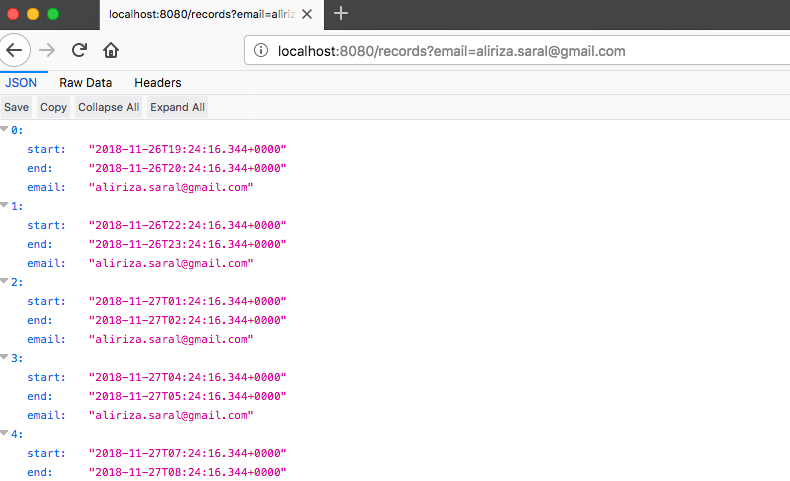 localhost:8080/records?email=aliriz
localhost:8080/records?email=aliriza.saral@gmail.com
JSON Raw Data Headers
Save Copy Collapse All Expand All
0:
start: "2018-11-26T19:24:16.344+0000"
end: "2018-11-26T20:24:16.344+0000"
email: "aliriza.saral@gmail.com"
1:
start: "2018-11-26T22:24:16.344+0000"
end: "2018-11-26T23:24:16.344+0000"
email: "aliriza.saral@gmail.com"
2:
start: "2018-11-27T01:24:16.344+0000"
end: "2018-11-27T02:24:16.344+0000"
email: "aliriza.saral@gmail.com"
3:
start: "2018-11-27T04:24:16.344+0000"
end: "2018-11-27T05:24:16.344+0000"
email: "aliriza.saral@gmail.com"
4:
start: "2018-11-27T07:24:16.344+0000"
end: "2018-11-27T08:24:16.344+0000"